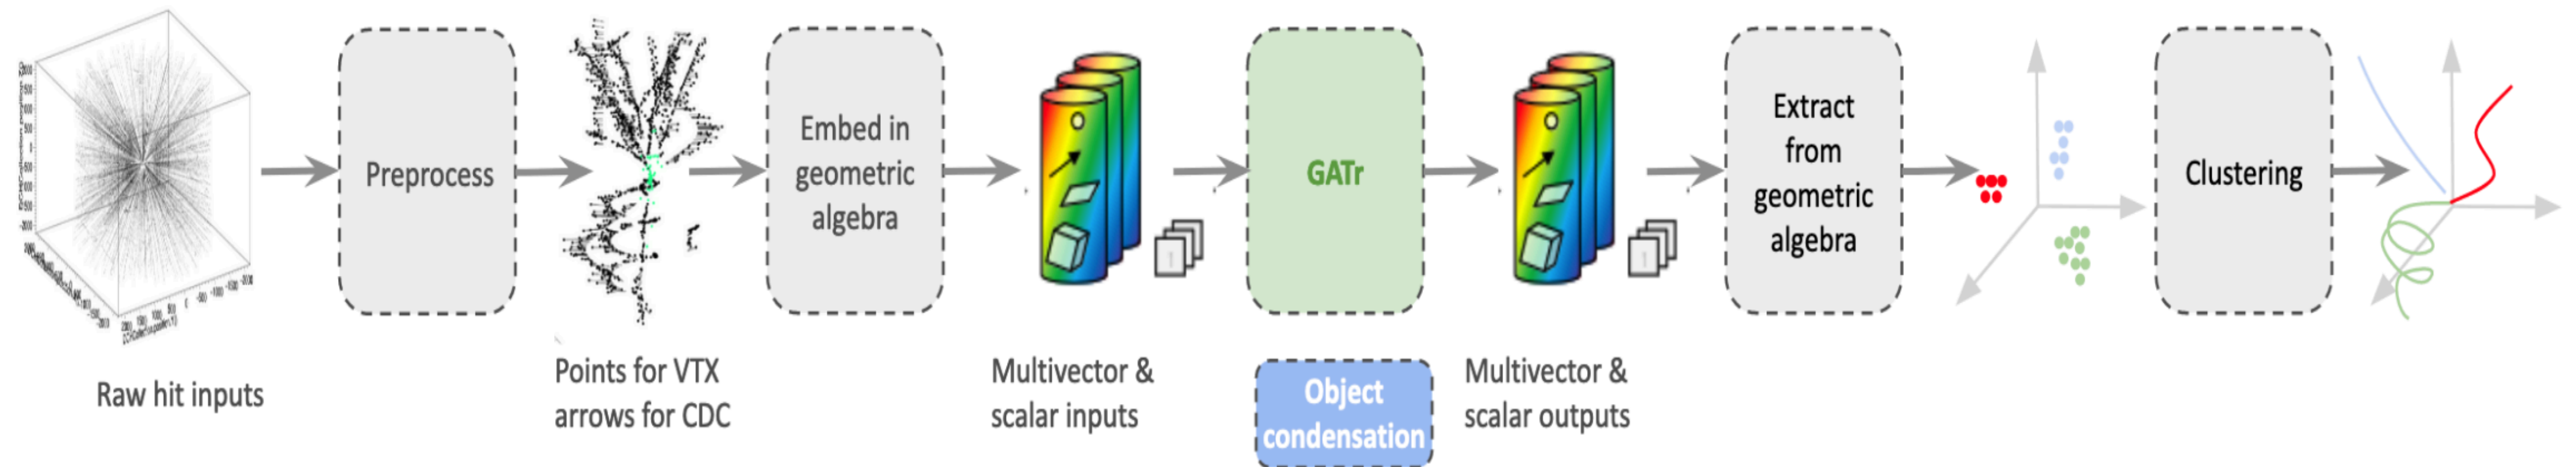 Preprocess
Embed in
geometric
algebra
GATr
Extract
from
geometric
algebra
Clustering
Raw hit inputs
Points for VTX
arrows for CDC
Multivector &
scalar inputs
Object
condensation
Multivector &
scalar outputs